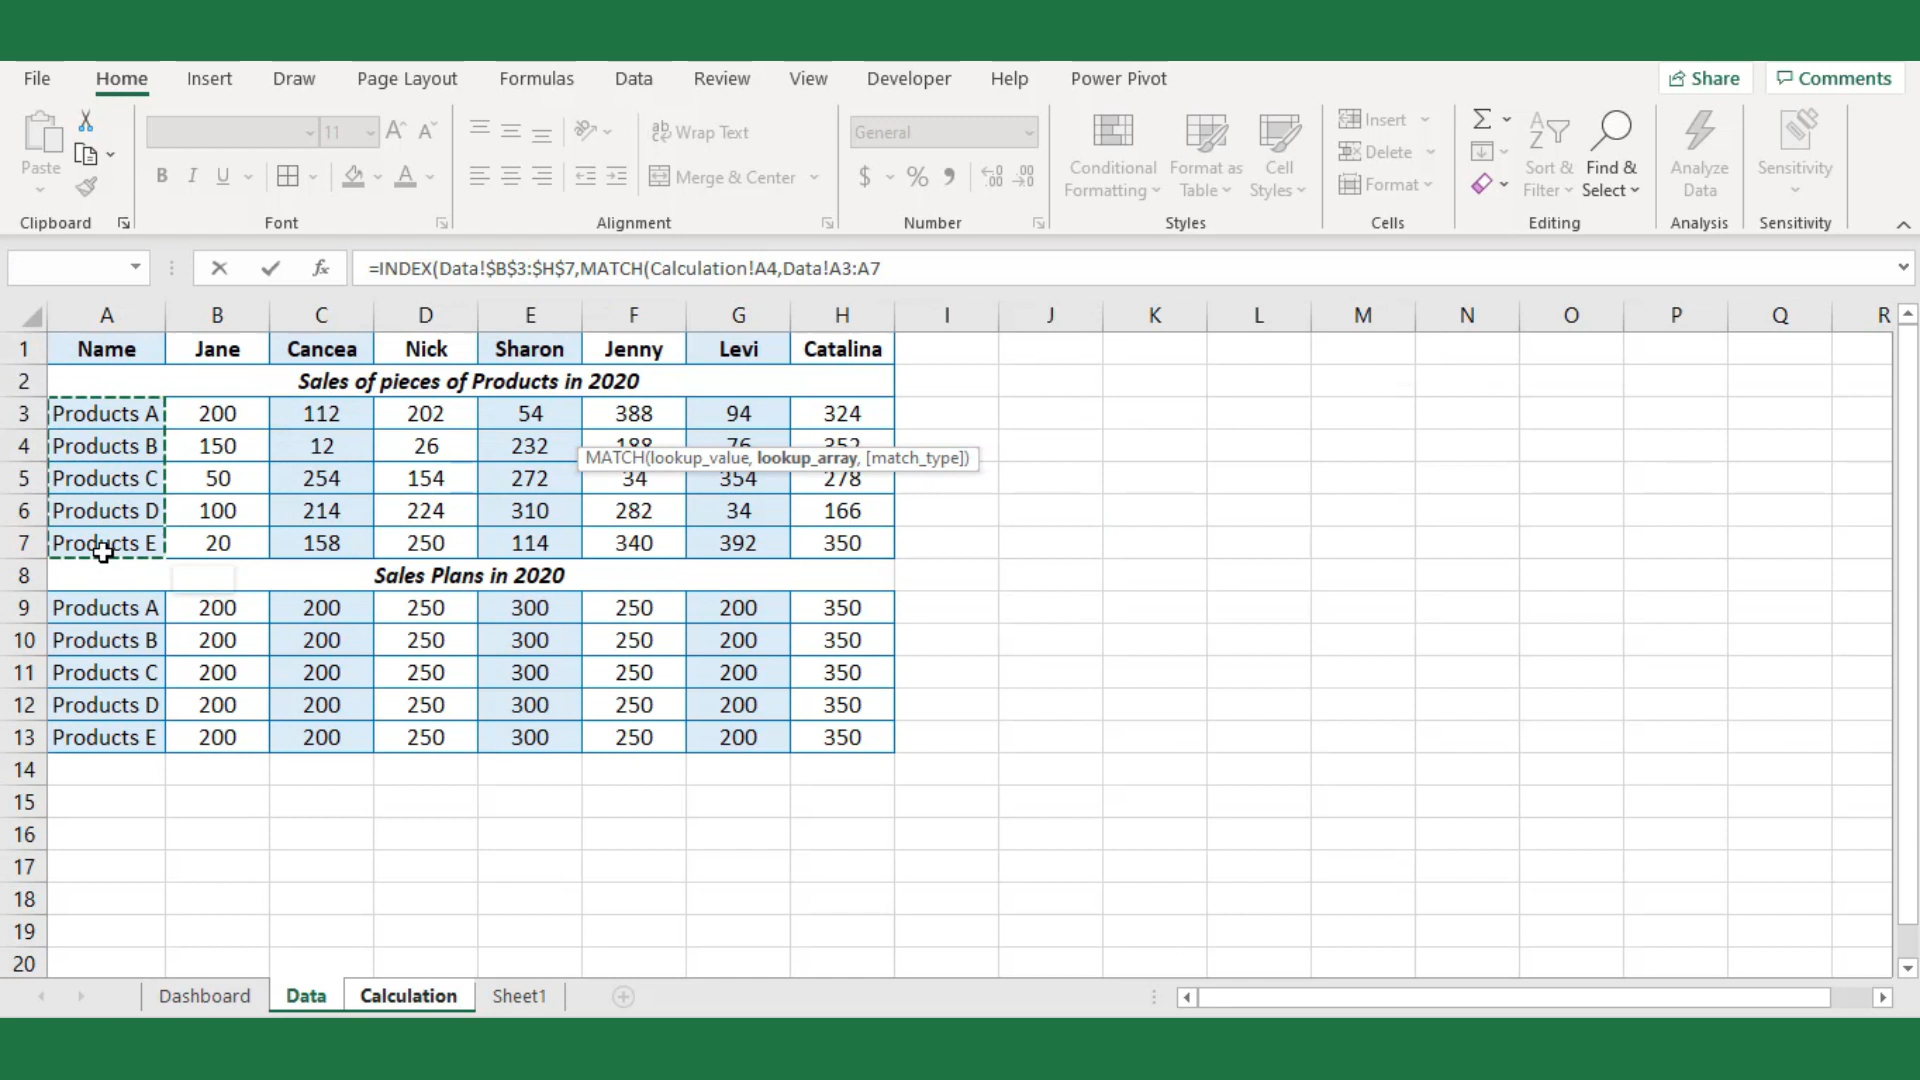 File Home Insert Draw Page Layout Formulas Data Review View Developer Help Power Pivot Share Comments
Paste 11 Wrap Text General Conditional Formatting Format as Table Cell Styles Insert Sort & Filter Find & Select Analyze Data Sensitivity
B I U Merge & Center $ % Delete
Format
Clipboard Font Alignment Number Styles Cells Editing Analysis Sensitivity
fx =INDEX(Data!$B$3:$H$7,MATCH(Calculation!A4,Data!A3:A7
A B C D E F G H I J K L M N O P Q R
1 Name Jane Cancea Nick Sharon Jenny Levi Catalina
2 Sales of pieces of Products in 2020
3 Products A 200 112 202 54 388 94 324
4 Products B 150 12 26 232 188 76 352
MATCH(lookup_value, lookup_array, [match_type])
5 Products C 50 254 154 272 34 354 278
6 Products D 100 214 224 310 282 34 166
7 Products E 20 158 250 114 340 392 350
8 Sales Plans in 2020
9 Products A 200 200 250 300 250 200 350
10 Products B 200 200 250 300 250 200 350
11 Products C 200 200 250 300 250 200 350
12 Products D 200 200 250 300 250 200 350
13 Products E 200 200 250 300 250 200 350
14
15
16
17
18
19
20
Dashboard Data Calculation Sheet1